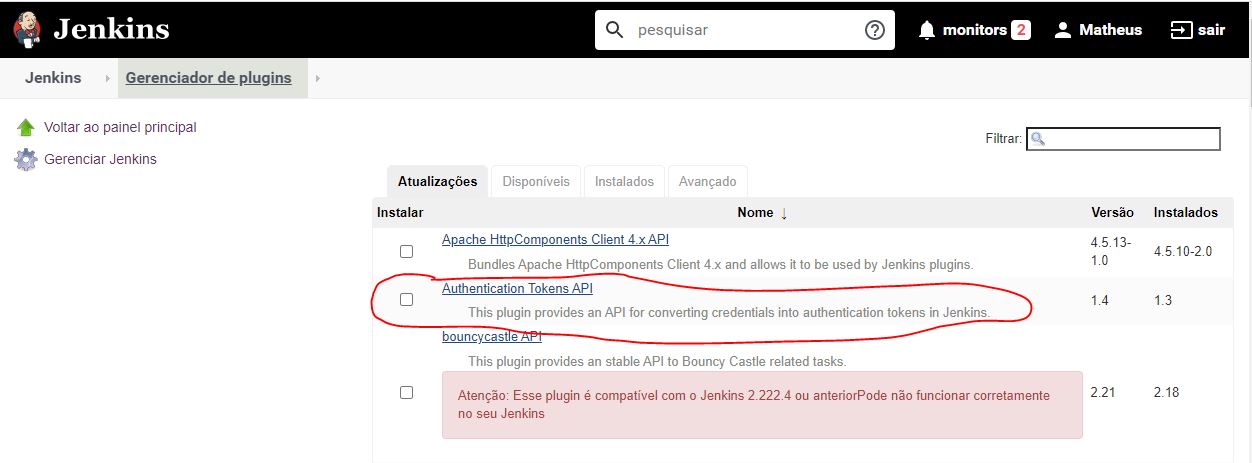 Jenkins
pesquisar
monitors 2
Matheus
sair
Jenkins
Gerenciador de plugins
Voltar ao painel principal
Gerenciar Jenkins
Filtrar:
Atualizações
Disponíveis
Instalados
Avançado
Instalar Nome ↓ Versão Instalados
Apache HttpComponents Client 4.x API
Bundles Apache HttpComponents Client 4.x and allows it to be used by Jenkins plugins.
4.5.13-
1.0
4.5.10-2.0
Authentication Tokens API
This plugin provides an API for converting credentials into authentication tokens in Jenkins.
1.4
1.3
bouncycastle API
This plugin provides an stable API to Bouncy Castle related tasks.
Atenção: Esse plugin é compatível com o Jenkins 2.222.4 ou anteriorPode não funcionar corretamente
no seu Jenkins
2.21
2.18